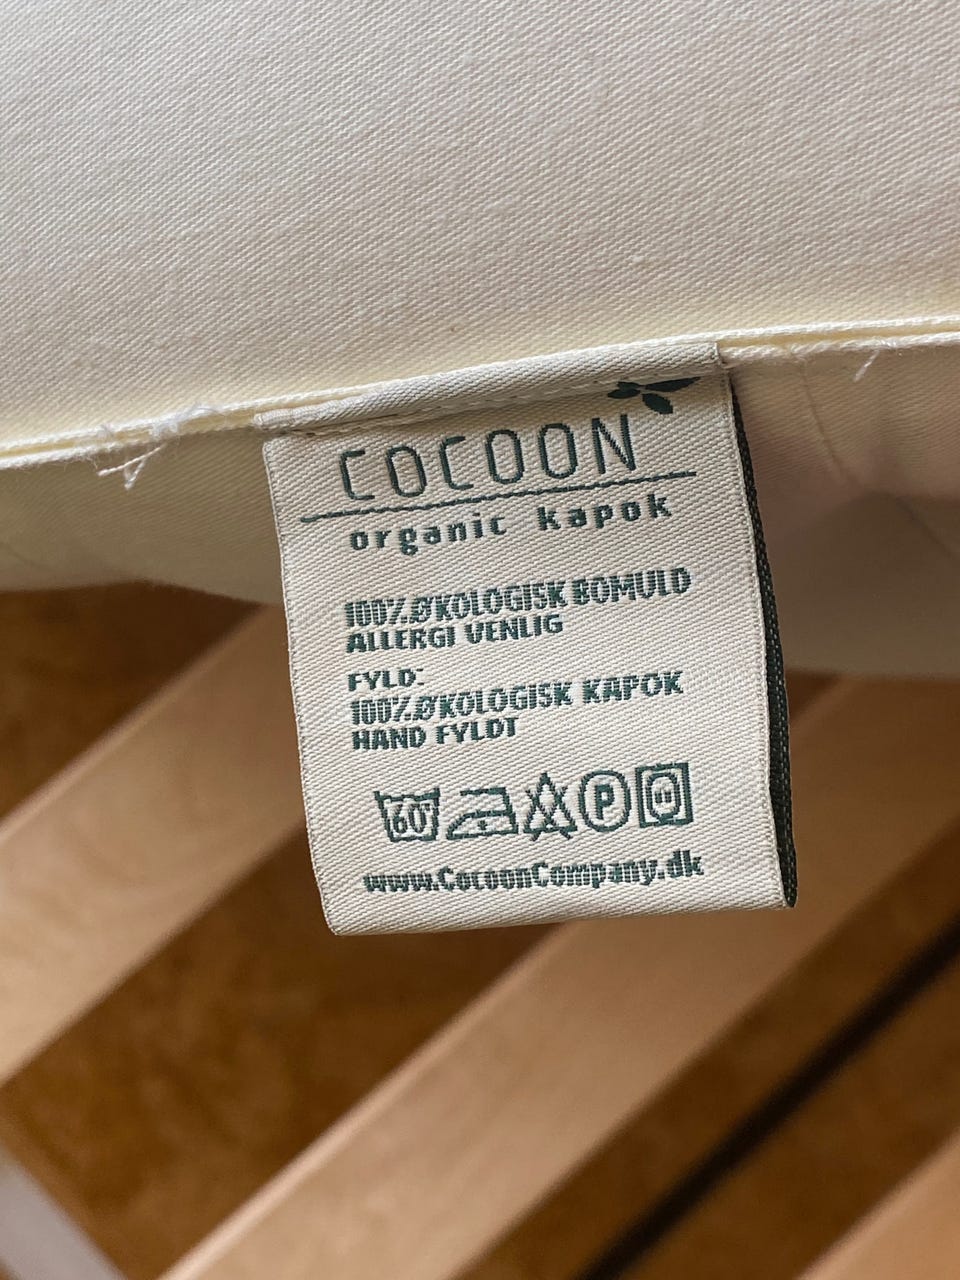 COCOON
organic kapok
100% ØKOLOGISK BOMULD
ALLERGI VENLIG
FYLD:
100% ØKOLOGISK KAPOK
HAND FYLDT
60° P
www.CocoonCompany.dk